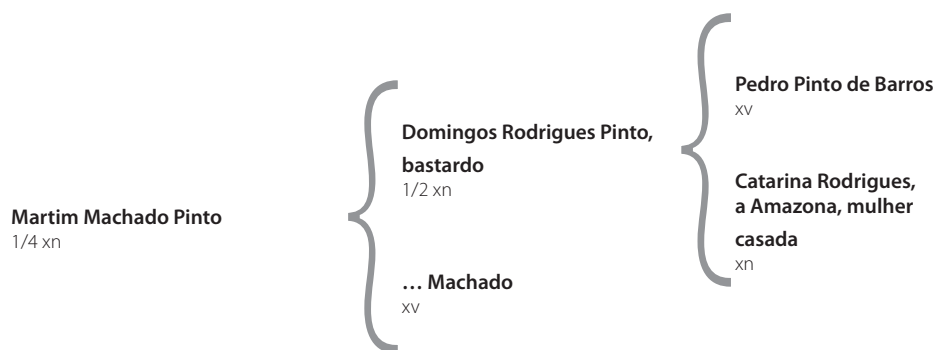 Martim Machado Pinto
1/4 xn
Domingos Rodrigues Pinto,
bastardo
1/2 xn
… Machado
xv
Pedro Pinto de Barros
xv
Catarina Rodrigues,
a Amazona, mulher
casada
xn